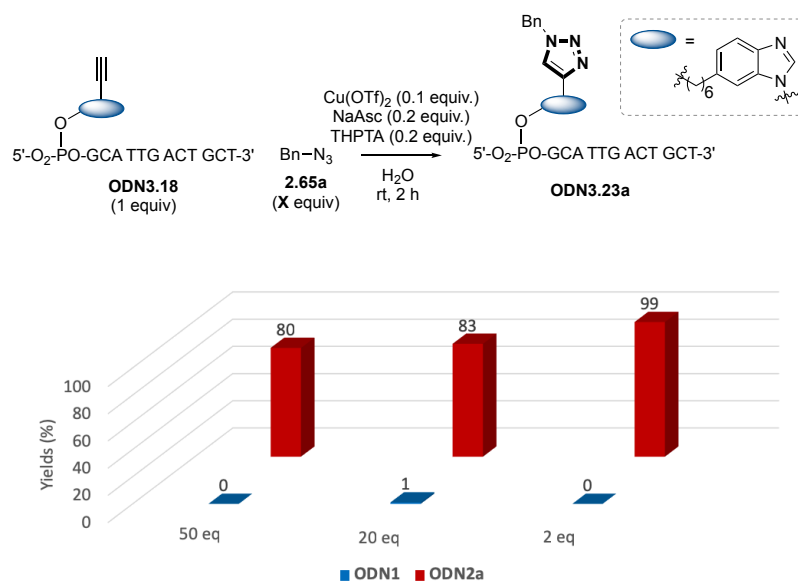 Bn
N
N
N
=
N
N
6
Cu(OTf)2 (0.1 equiv.)
NaAsc (0.2 equiv.)
THPTA (0.2 equiv.)
H2O
rt, 2 h
O
5'-O2-PO-GCA TTG ACT GCT-3'
O
ODN3.18
(1 equiv)
Bn-N3
2.65a
(X equiv)
O
5'-O2-PO-GCA TTG ACT GCT-3'
O
ODN3.23a
Yields (%)
100
80
60
40
20
0
80
83
99
0
1
0
50 eq
20 eq
2 eq
ODN1
ODN2a